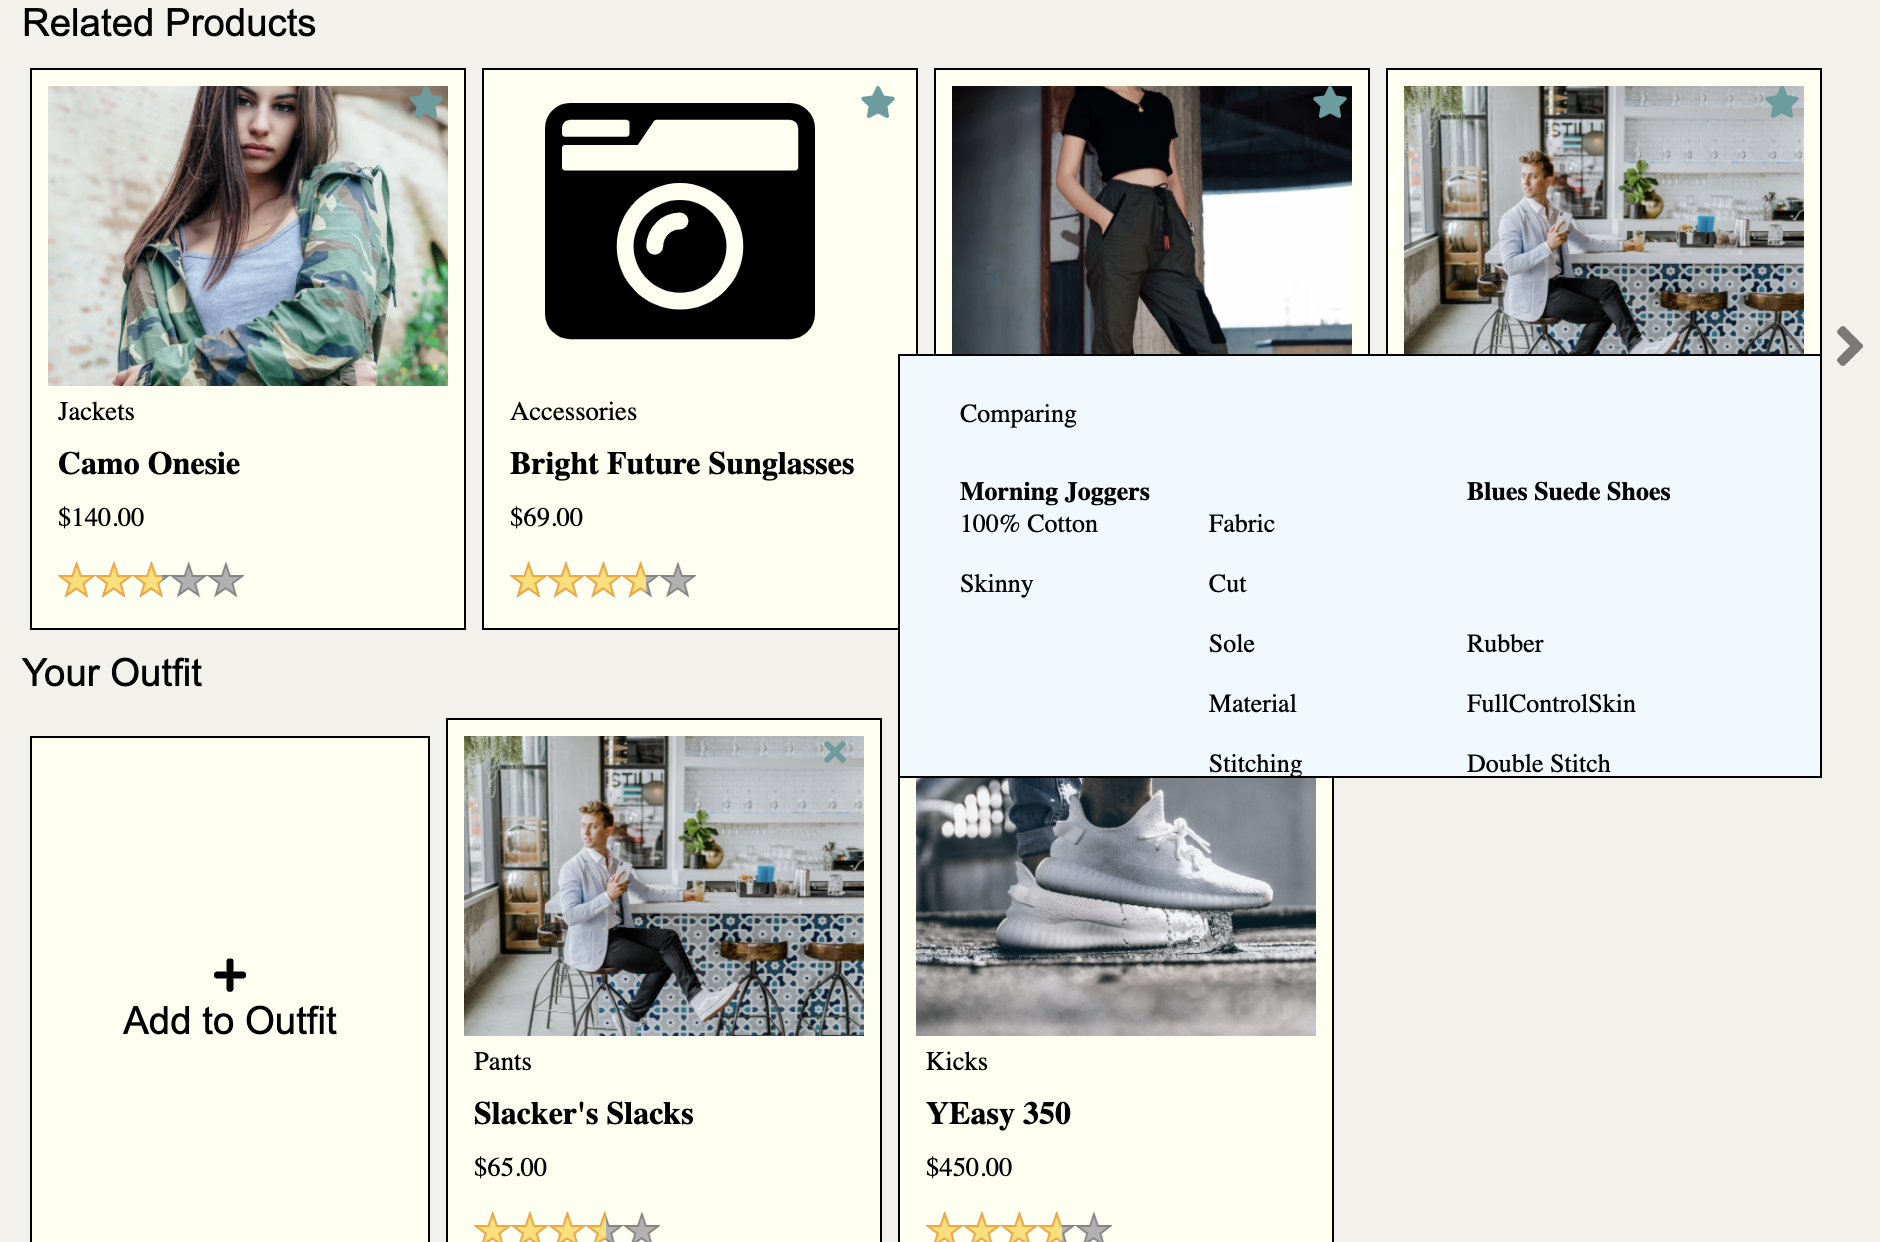 Related Products
Jackets
Camo Onesie
$140.00
Accessories
Bright Future Sunglasses
$69.00
STILL
Comparing
Morning Joggers Blues Suede Shoes
100% Cotton Fabric
Skinny Cut
Sole Rubber
Material FullControlSkin
Stitching Double Stitch
Your Outfit
Add to Outfit
STILL
Pants
Slacker's Slacks
$65.00
Kicks
YEasy 350
$450.00